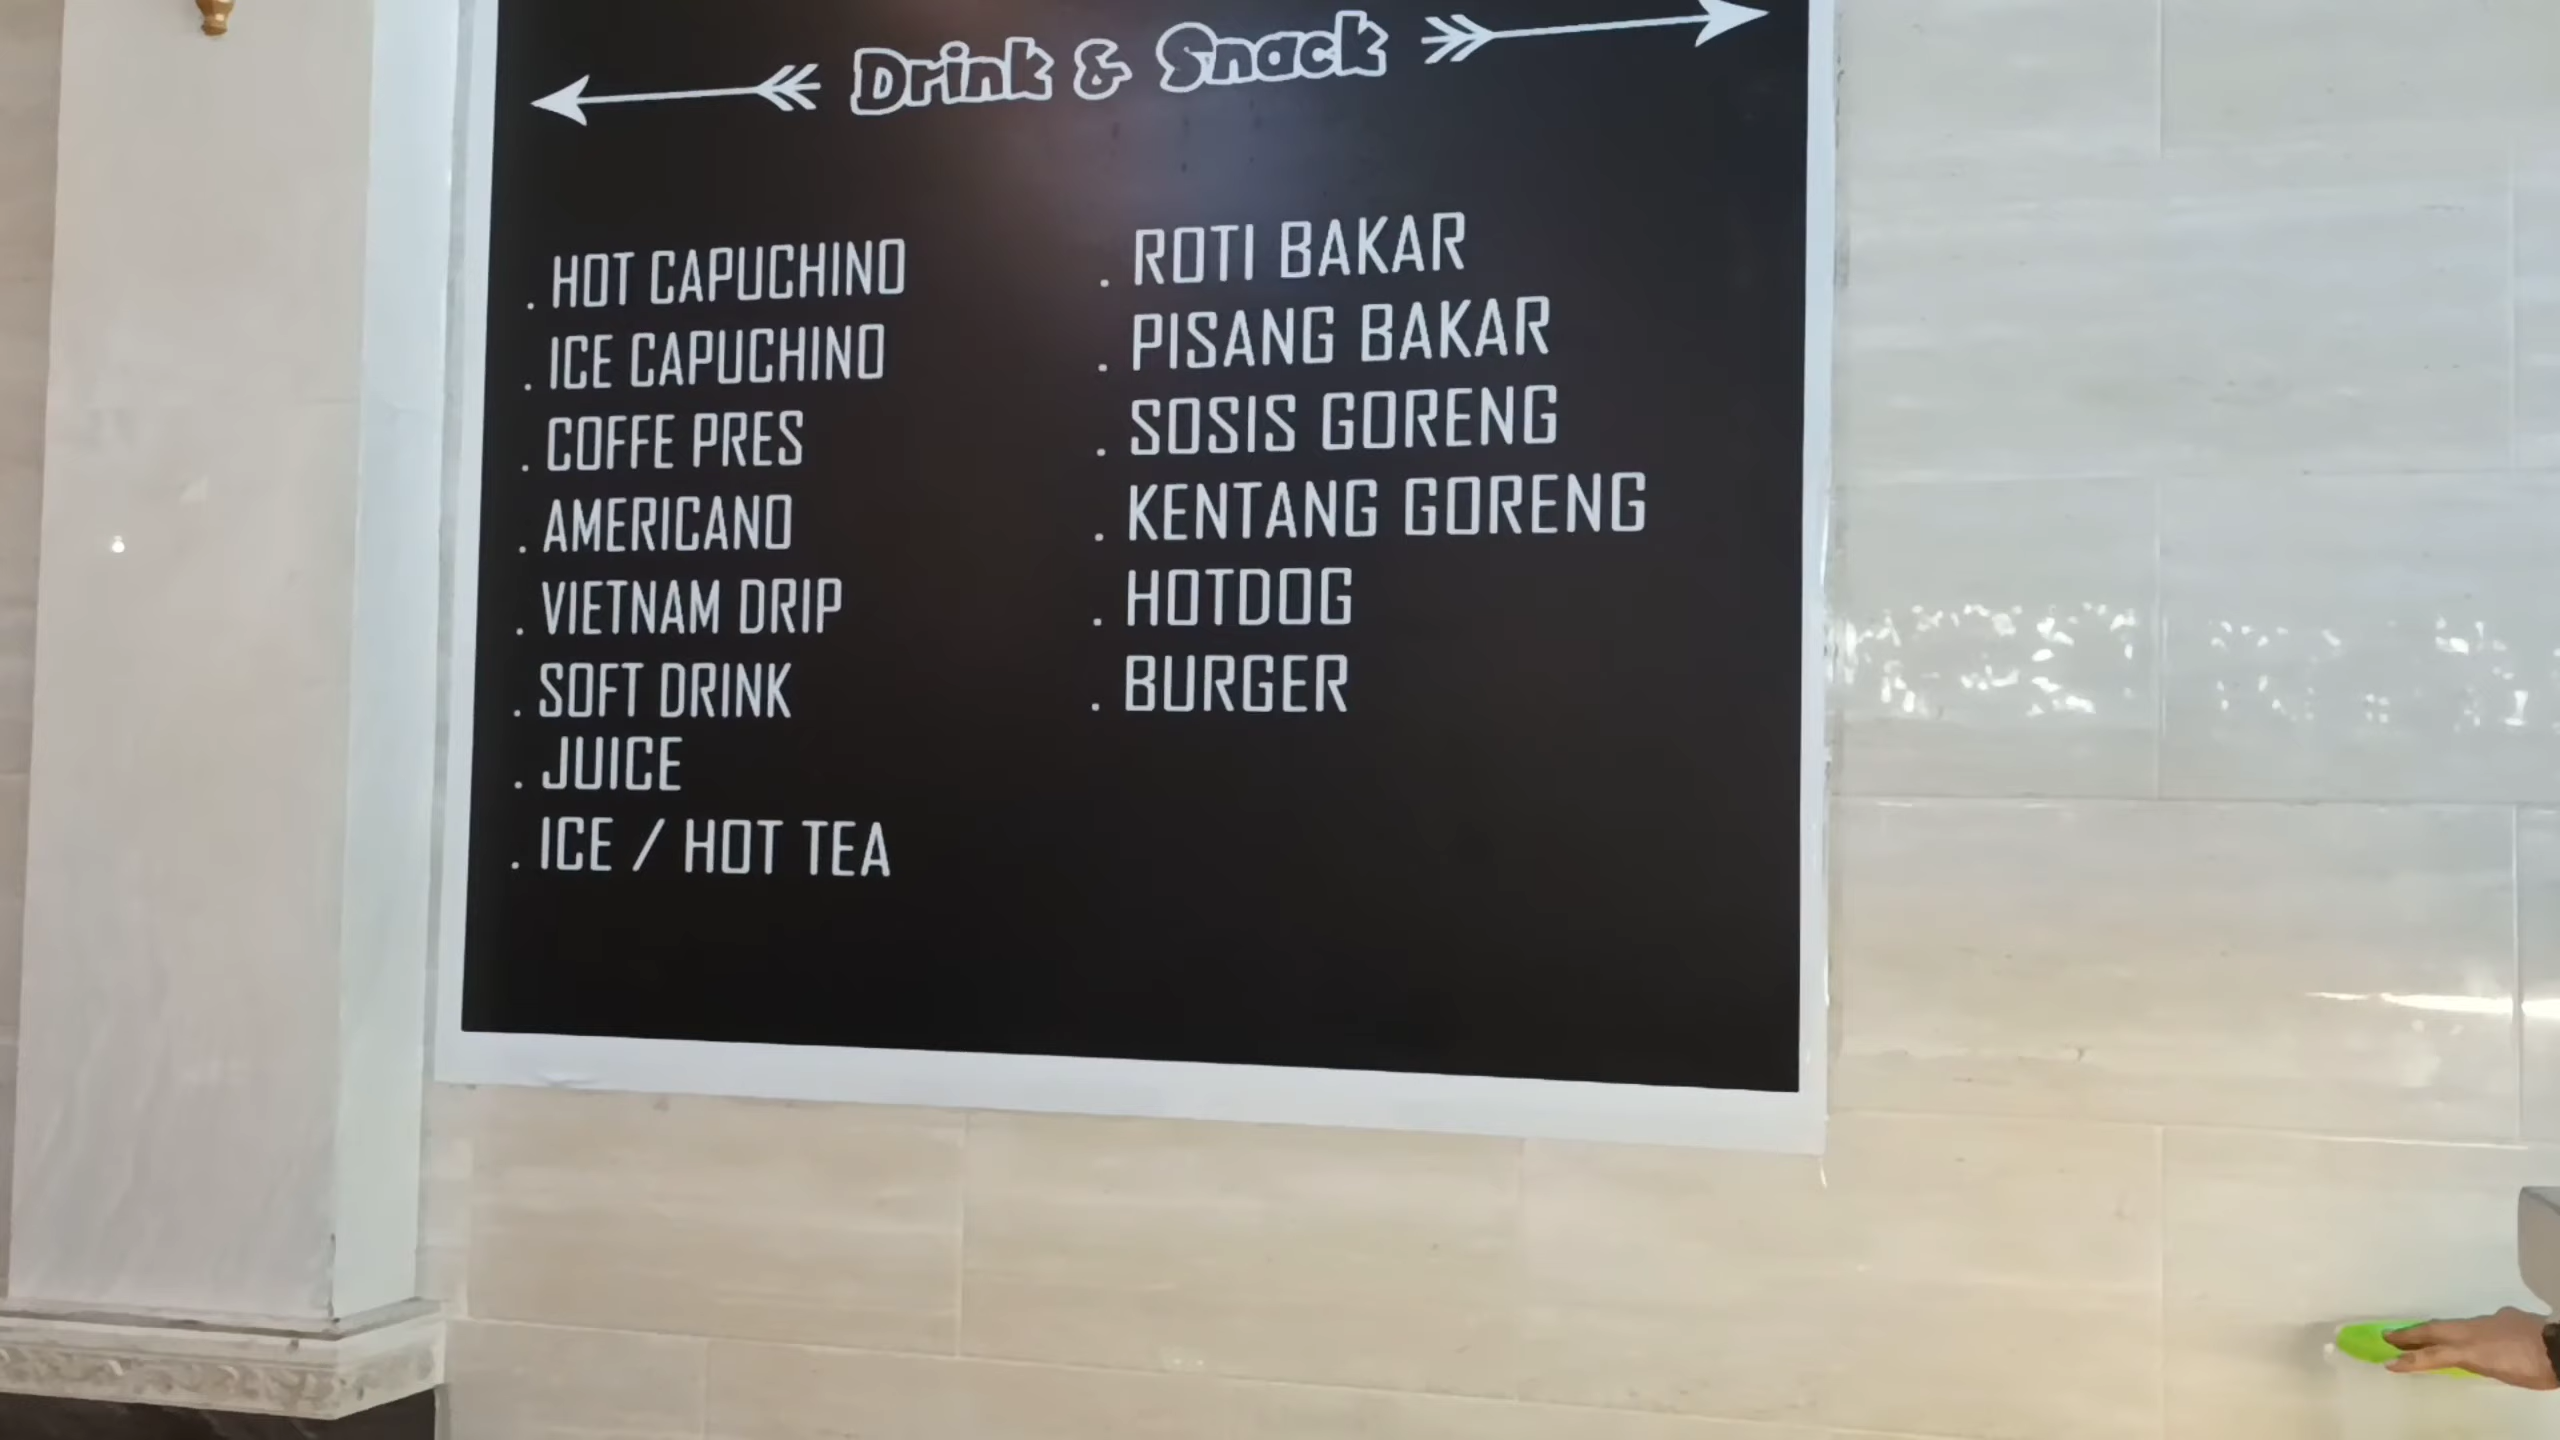 Drink & Snack
. HOT CAPUCHINO
. ICE CAPUCHINO
. COFFE PRES
. AMERICANO
. VIETNAM DRIP
. SOFT DRINK
. JUICE
. ICE / HOT TEA
. ROTI BAKAR
. PISANG BAKAR
. SOSIS GORENG
. KENTANG GORENG
. HOTDOG
. BURGER